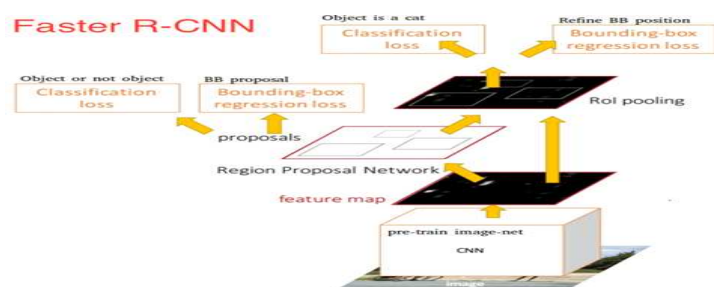 Faster R-CNN
Object is a cat
Classification
loss
Refine BB position
Bounding-box
regression loss
Object or not object
Classification
loss
BB proposal
Bounding-box
regression loss
RoI pooling
proposals
Region Proposal Network
feature map
pre-train image-net
CNN
image